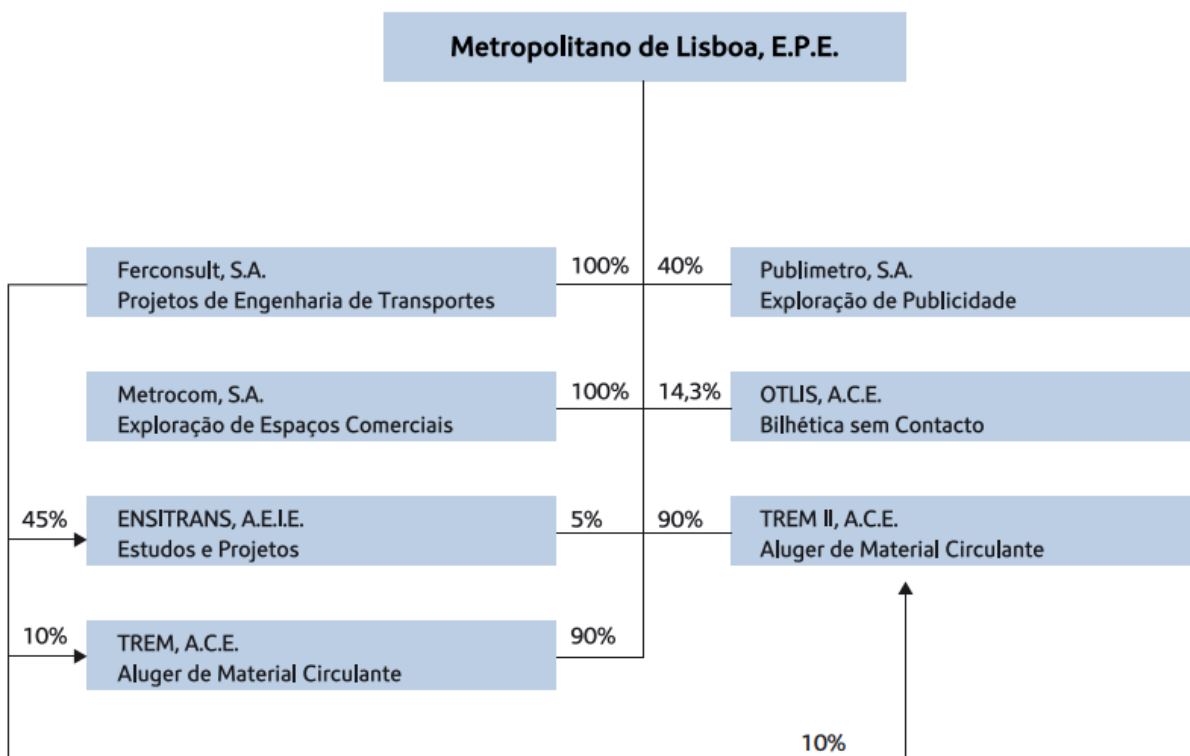 Metropolitano de Lisboa, E.P.E.
Ferconsult, S.A.
Projetos de Engenharia de Transportes
100%
40%
Publimetro, S.A.
Exploração de Publicidade
Metrocom, S.A.
Exploração de Espaços Comerciais
100%
14,3%
OTLIS, A.C.E.
Bilhética sem Contacto
45%
ENSITRANS, A.E.I.E.
Estudos e Projetos
5%
90%
TREM II, A.C.E.
Aluger de Material Circulante
10%
TREM, A.C.E.
Aluger de Material Circulante
90%
10%